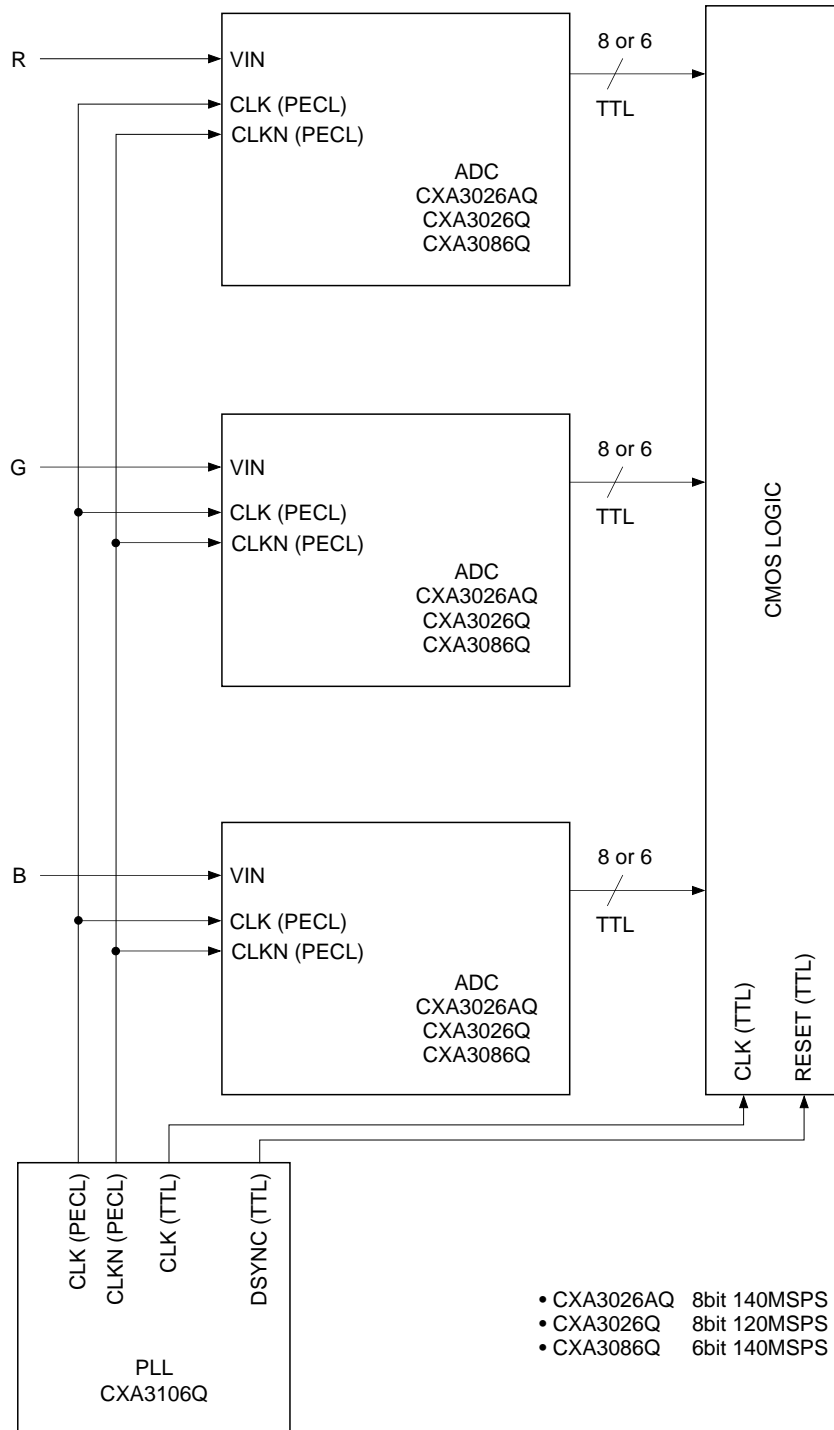 R
VIN
CLK (PECL)
CLKN (PECL)
ADC
CXA3026AQ
CXA3026Q
CXA3086Q
8 or 6
TTL
G
VIN
CLK (PECL)
CLKN (PECL)
ADC
CXA3026AQ
CXA3026Q
CXA3086Q
8 or 6
TTL
CMOS LOGIC
B
VIN
CLK (PECL)
CLKN (PECL)
ADC
CXA3026AQ
CXA3026Q
CXA3086Q
8 or 6
TTL
CLK (TTL)
RESET (TTL)
CLK (PECL)
CLKN (PECL)
CLK (TTL)
DSYNC (TTL)
PLL
CXA3106Q
• CXA3026AQ 8bit 140MSPS
• CXA3026Q 8bit 120MSPS
• CXA3086Q 6bit 140MSPS